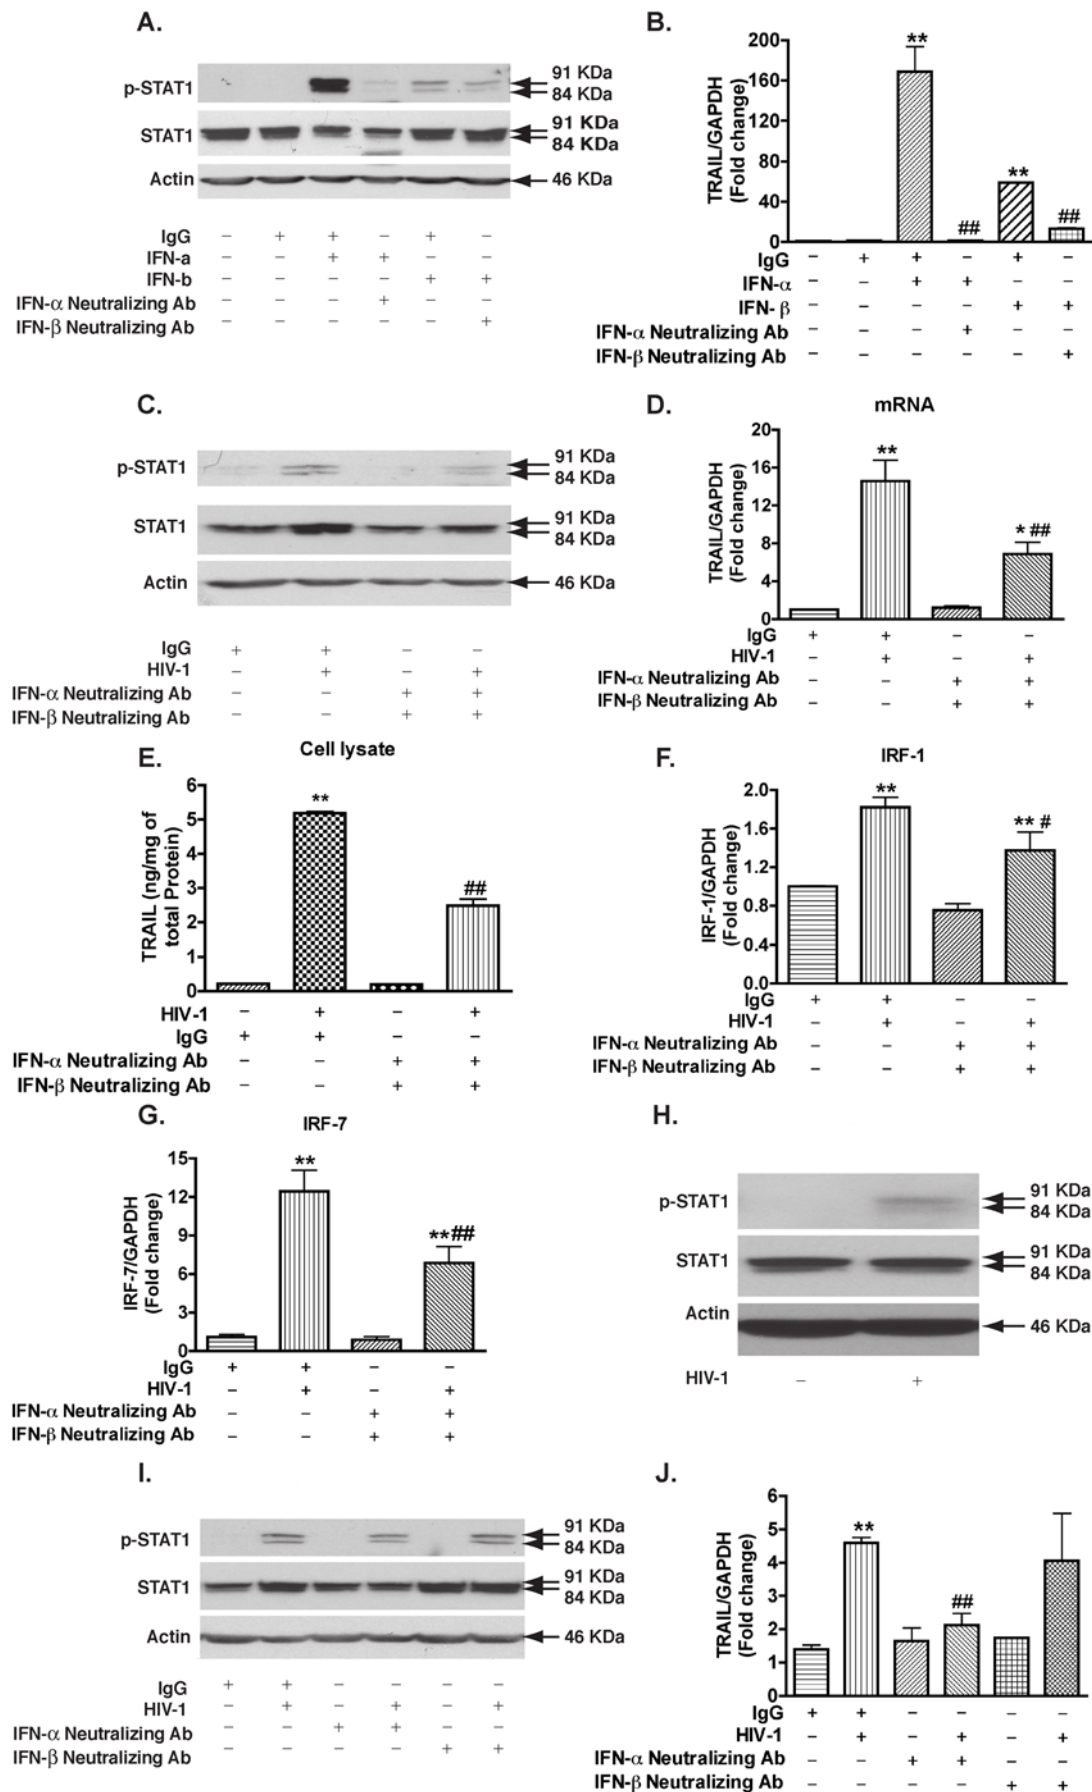 A.
p-STAT1
91 KDa
84 KDa
STAT1
91 KDa
84 KDa
Actin
46 KDa
IgG – + + – + –
IFN-a – – + + – –
IFN-b – – – – + +
IFN-α Neutralizing Ab – – – + – –
IFN-β Neutralizing Ab – – – – – +
B.
TRAIL/GAPDH
(Fold change)
200
160
120
80
40
0
**
##
**
##
IgG – + + – + –
IFN-α – – + + – –
IFN- β – – – – + +
IFN-α Neutralizing Ab – – – + – –
IFN-β Neutralizing Ab – – – – – +
C.
p-STAT1
91 KDa
84 KDa
STAT1
91 KDa
84 KDa
Actin
46 KDa
IgG + + – –
HIV-1 – + – +
IFN-α Neutralizing Ab – – + +
IFN-β Neutralizing Ab – – + +
D.
mRNA
TRAIL/GAPDH
(Fold change)
20
16
12
8
4
0
**
* ##
IgG + + – –
HIV-1 – + – +
IFN-α Neutralizing Ab – – + +
IFN-β Neutralizing Ab – – + +
E.
Cell lysate
TRAIL (ng/mg of
total Protein)
6
5
4
3
2
1
0
**
##
HIV-1 – + – +
IgG + + – –
IFN-α Neutralizing Ab – – + +
IFN-β Neutralizing Ab – – + +
F.
IRF-1
IRF-1/GAPDH
(Fold change)
2.0
1.6
1.2
0.8
0.4
0.0
**
** #
IgG + + – –
HIV-1 – + – +
IFN-α Neutralizing Ab – – + +
IFN-β Neutralizing Ab – – + +
G.
IRF-7
IRF-7/GAPDH
(Fold change)
15
12
9
6
3
0
**
**##
IgG + + – –
HIV-1 – + – +
IFN-α Neutralizing Ab – – + +
IFN-β Neutralizing Ab – – + +
H.
p-STAT1
91 KDa
84 KDa
STAT1
91 KDa
84 KDa
Actin
46 KDa
HIV-1 – +
I.
p-STAT1
91 KDa
84 KDa
STAT1
91 KDa
84 KDa
Actin
46 KDa
IgG + + – – – –
HIV-1 – + – + – +
IFN-α Neutralizing Ab – – + + – –
IFN-β Neutralizing Ab – – – – + +
J.
TRAIL/GAPDH
(Fold change)
6
5
4
3
2
1
0
**
##
IgG + + – – – –
HIV-1 – + – + – +
IFN-α Neutralizing Ab – – + + – –
IFN-β Neutralizing Ab – – – – + +